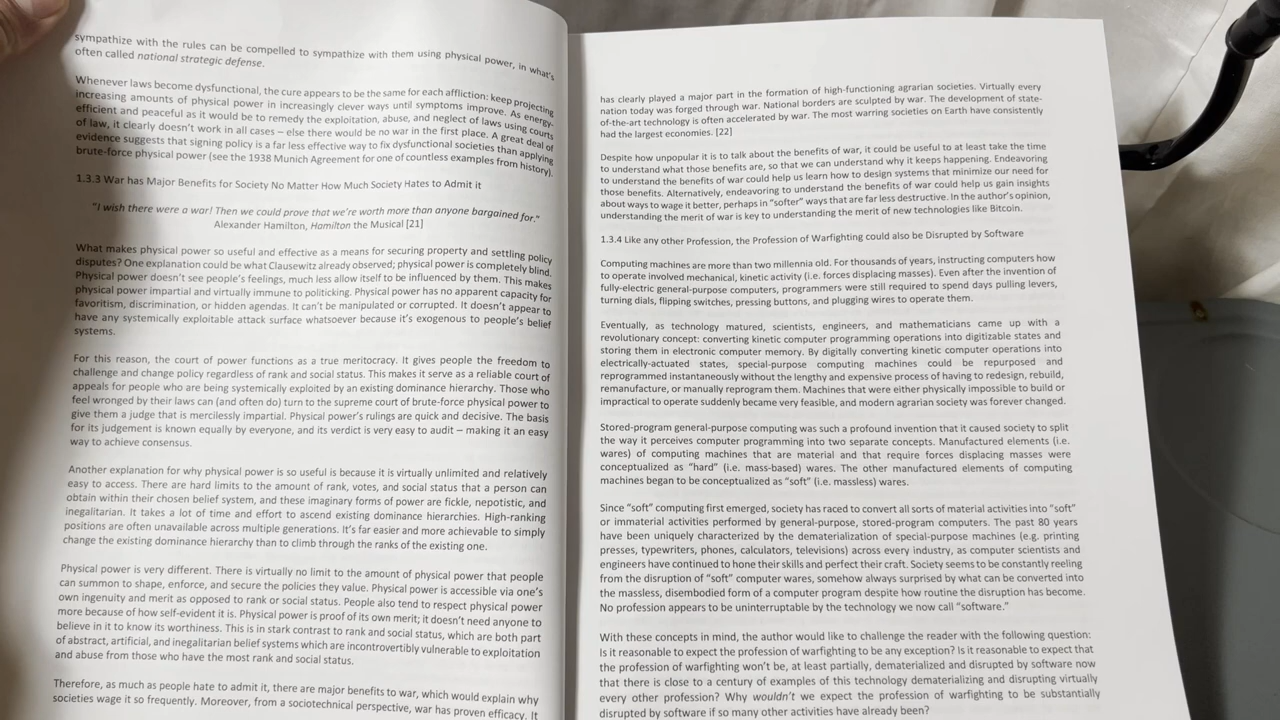 sympathize with the rules can be compelled to sympathize with them using physical power, in what's
often called national strategic defense.
Whenever laws become dysfunctional, the cure appears to be the same for each affliction: keep projecting
increasing amounts of physical power in increasingly clever ways until symptoms improve. As energy-
efficient and peaceful as it would be to remedy the exploitation, abuse, and neglect of laws using courts
of law, it clearly doesn't work in all cases – else there would be no war in the first place. A great deal of
evidence suggests that signing policy is a far less effective way to fix dysfunctional societies than applying
brute-force physical power (see the 1938 Munich Agreement for one of countless examples from history).
1.3.3 War has Major Benefits for Society No Matter How Much Society Hates to Admit it
"I wish there were a war! Then we could prove that we're worth more than anyone bargained for."
Alexander Hamilton, Hamilton the Musical [21]
What makes physical power so useful and effective as a means for securing property and settling policy
disputes? One explanation could be what Clausewitz already observed; physical power is completely blind.
Physical power doesn't see people's feelings, much less allow itself to be influenced by them. This makes
physical power impartial and virtually immune to politicking. Physical power has no apparent capacity for
favoritism, discrimination, or hidden agendas. It can't be manipulated or corrupted. It doesn't appear to
have any systemically exploitable attack surface whatsoever because it's exogenous to people's belief
systems.
For this reason, the court of power functions as a true meritocracy. It gives people the freedom to
challenge and change policy regardless of rank and social status. This makes it serve as a reliable court of
appeals for people who are being systemically exploited by an existing dominance hierarchy. Those who
feel wronged by their laws can (and often do) turn to the supreme court of brute-force physical power to
give them a judge that is mercilessly impartial. Physical power's rulings are quick and decisive. The basis
for its judgement is known equally by everyone, and its verdict is very easy to audit – making it an easy
way to achieve consensus.
Another explanation for why physical power is so useful is because it is virtually unlimited and relatively
easy to access. There are hard limits to the amount of rank, votes, and social status that a person can
obtain within their chosen belief system, and these imaginary forms of power are fickle, nepotistic, and
inegalitarian. It takes a lot of time and effort to ascend existing dominance hierarchies. High-ranking
positions are often unavailable across multiple generations. It's far easier and more achievable to simply
change the existing dominance hierarchy than to climb through the ranks of the existing one.
Physical power is very different. There is virtually no limit to the amount of physical power that people
can summon to shape, enforce, and secure the policies they value. Physical power is accessible via one's
own ingenuity and merit as opposed to rank or social status. People also tend to respect physical power
more because of how self-evident it is. Physical power is proof of its own merit; it doesn't need anyone to
believe in it to know its worthiness. This is in stark contrast to rank and social status, which are both part
of abstract, artificial, and inegalitarian belief systems which are incontrovertibly vulnerable to exploitation
and abuse from those who have the most rank and social status.
Therefore, as much as people hate to admit it, there are major benefits to war, which would explain why
societies wage it so frequently. Moreover, from a sociotechnical perspective, war has proven efficacy. It
has clearly played a major part in the formation of high-functioning agrarian societies. Virtually every
nation today was forged through war. National borders are sculpted by war. The development of state-
of-the-art technology is often accelerated by war. The most warring societies on Earth have consistently
had the largest economies. [22]
Despite how unpopular it is to talk about the benefits of war, it could be useful to at least take the time
to understand what those benefits are, so that we can understand why it keeps happening. Endeavoring
to understand the benefits of war could help us learn how to design systems that minimize our need for
those benefits. Alternatively, endeavoring to understand the benefits of war could help us gain insights
about ways to wage it better, perhaps in "softer" ways that are far less destructive. In the author's opinion,
understanding the merit of war is key to understanding the merit of new technologies like Bitcoin.
1.3.4 Like any other Profession, the Profession of Warfighting could also be Disrupted by Software
Computing machines are more than two millennia old. For thousands of years, instructing computers how
to operate involved mechanical, kinetic activity (i.e. forces displacing masses). Even after the invention of
fully-electric general-purpose computers, programmers were still required to spend days pulling levers,
turning dials, flipping switches, pressing buttons, and plugging wires to operate them.
Eventually, as technology matured, scientists, engineers, and mathematicians came up with a
revolutionary concept: converting kinetic computer programming operations into digitizable states and
storing them in electronic computer memory. By digitally converting kinetic computer operations into
electrically-actuated states, special-purpose computing machines could be repurposed and
reprogrammed instantaneously without the lengthy and expensive process of having to redesign, rebuild,
remanufacture, or manually reprogram them. Machines that were either physically impossible to build or
impractical to operate suddenly became very feasible, and modern agrarian society was forever changed.
Stored-program general-purpose computing was such a profound invention that it caused society to split
the way it perceives computer programming into two separate concepts. Manufactured elements (i.e.
wares) of computing machines that are material and that require forces displacing masses were
conceptualized as "hard" (i.e. mass-based) wares. The other manufactured elements of computing
machines began to be conceptualized as "soft" (i.e. massless) wares.
Since "soft" computing first emerged, society has raced to convert all sorts of material activities into "soft"
or immaterial activities performed by general-purpose, stored-program computers. The past 80 years
have been uniquely characterized by the dematerialization of special-purpose machines (e.g. printing
presses, typewriters, phones, calculators, televisions) across every industry, as computer scientists and
engineers have continued to hone their skills and perfect their craft. Society seems to be constantly reeling
from the disruption of "soft" computer wares, somehow always surprised by what can be converted into
the massless, disembodied form of a computer program despite how routine the disruption has become.
No profession appears to be uninterruptable by the technology we now call "software."
With these concepts in mind, the author would like to challenge the reader with the following question:
Is it reasonable to expect the profession of warfighting to be any exception? Is it reasonable to expect that
the profession of warfighting won't be, at least partially, dematerialized and disrupted by software now
that there is close to a century of examples of this technology dematerializing and disrupting virtually
every other profession? Why wouldn't we expect the profession of warfighting to be substantially
disrupted by software if so many other activities have already been?